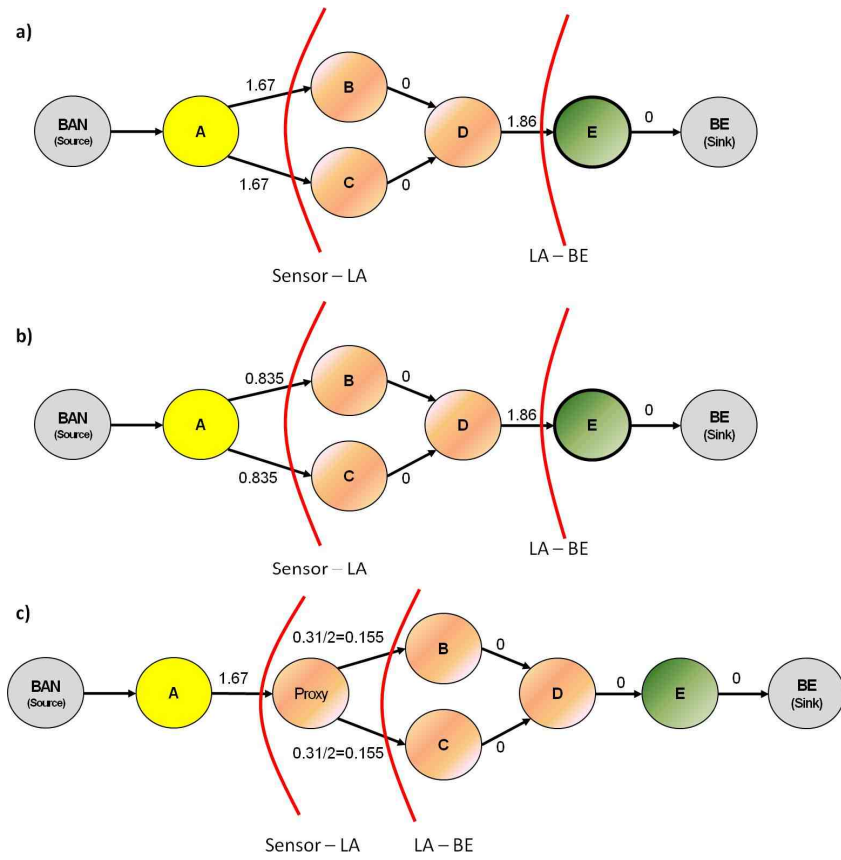 a)
BAN
(Source)
A
1.67
1.67
B
C
0
0
D
1.86
E
0
BE
(Sink)
Sensor – LA
LA – BE
b)
BAN
(Source)
A
0.835
0.835
B
C
0
0
D
1.86
E
0
BE
(Sink)
Sensor – LA
LA – BE
c)
BAN
(Source)
A
1.67
Proxy
0.31/2=0.155
0.31/2=0.155
B
C
0
0
D
0
E
0
BE
(Sink)
Sensor – LA
LA – BE